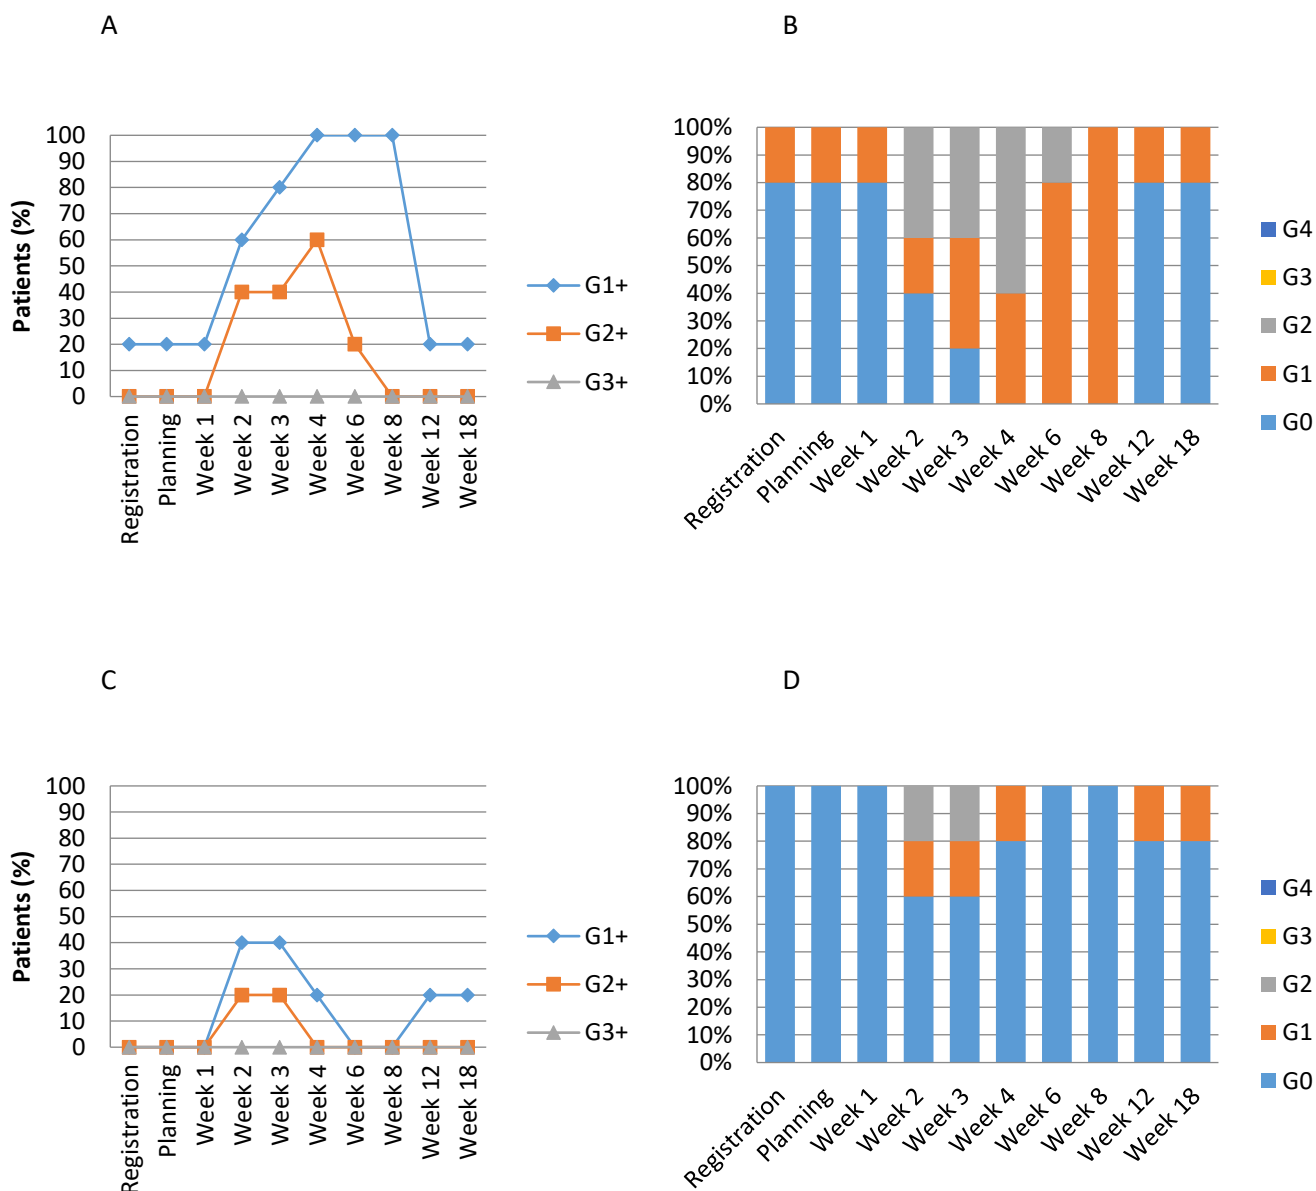 A
100
90
80
70
60
50
40
30
20
10
0
Patients (%)
Registration
Planning
Week 1
Week 2
Week 3
Week 4
Week 6
Week 8
Week 12
Week 18
G1+
G2+
G3+
B
100%
90%
80%
70%
60%
50%
40%
30%
20%
10%
0%
Registration
Planning
Week 1
Week 2
Week 3
Week 4
Week 6
Week 8
Week 12
Week 18
G4
G3
G2
G1
G0
C
100
90
80
70
60
50
40
30
20
10
0
Patients (%)
Registration
Planning
Week 1
Week 2
Week 3
Week 4
Week 6
Week 8
Week 12
Week 18
G1+
G2+
G3+
D
100%
90%
80%
70%
60%
50%
40%
30%
20%
10%
0%
Registration
Planning
Week 1
Week 2
Week 3
Week 4
Week 6
Week 8
Week 12
Week 18
G4
G3
G2
G1
G0